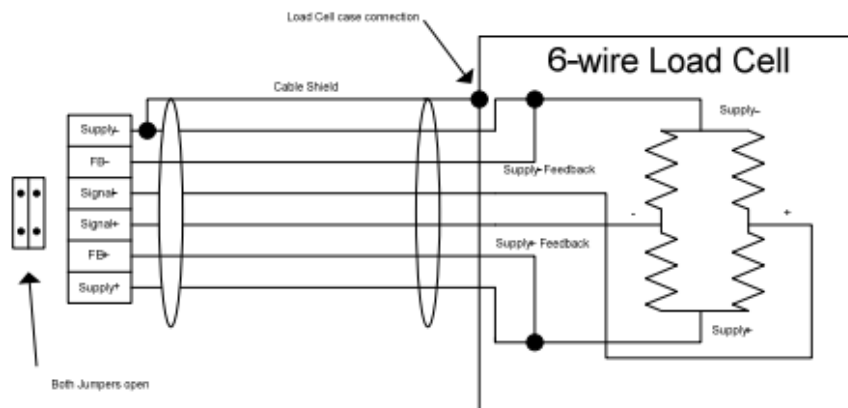 Load Cell case connection
6-wire Load Cell
Cable Shield
Supply-
Supply-
FB-
Supply- Feedback
Signal+
- +
Signal+
Supply+ Feedback
FB+
Supply+
Supply+
Both Jumpers open